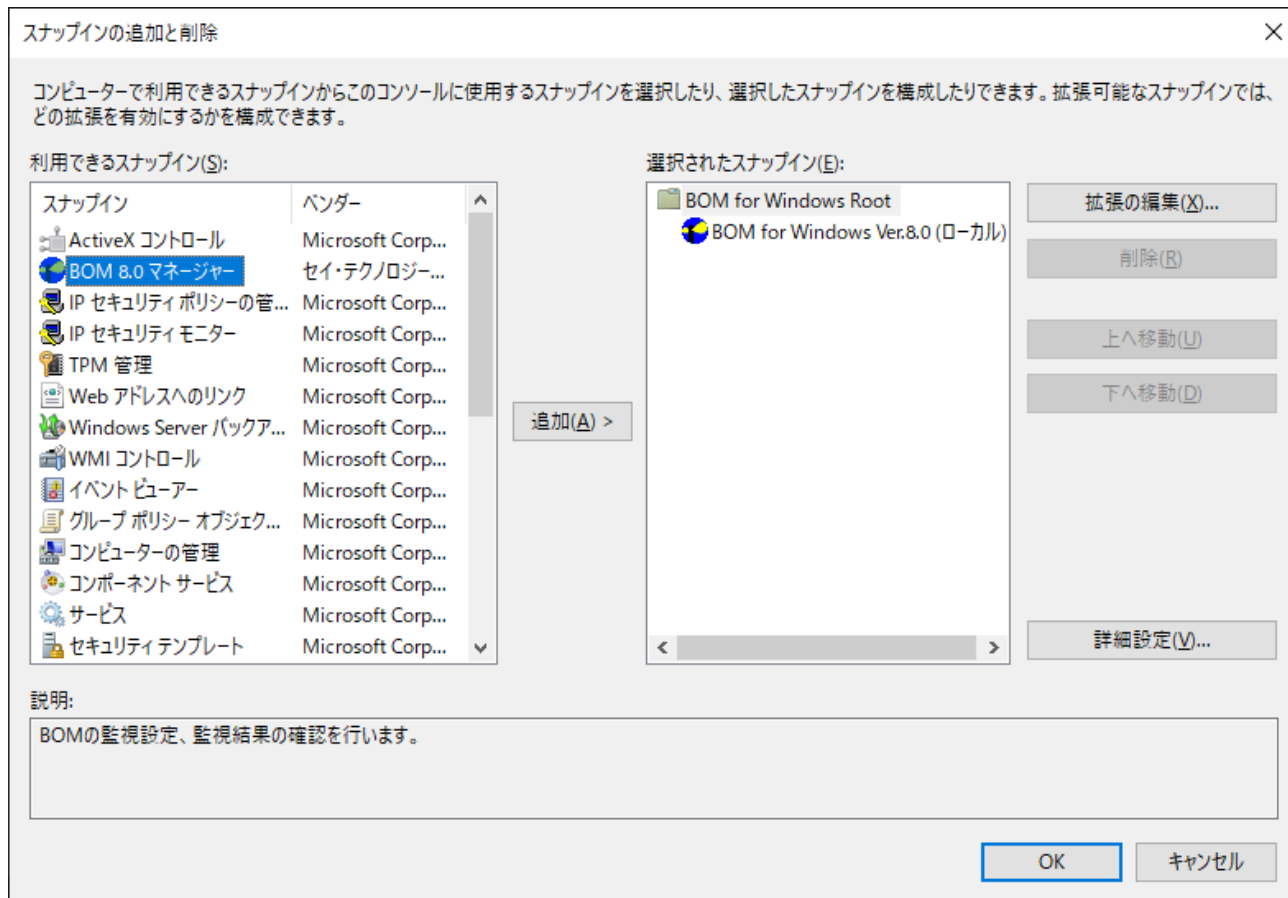 スナップインの追加と削除
コンピューターで利用できるスナップインからこのコンソールに使用するスナップインを選択したり、選択したスナップインを構成したりできます。拡張可能なスナップインでは、
どの拡張を有効にするかを構成できます。
利用できるスナップイン(S):
スナップイン ベンダー
ActiveX コントロール Microsoft Corp...
BOM 8.0 マネージャー セイ・テクノロジー...
IP セキュリティ ポリシーの管... Microsoft Corp...
IP セキュリティ モニター Microsoft Corp...
TPM 管理 Microsoft Corp...
Web アドレスへのリンク Microsoft Corp...
Windows Server バックア... Microsoft Corp...
WMI コントロール Microsoft Corp...
イベント ビューアー Microsoft Corp...
グループ ポリシー オブジェク... Microsoft Corp...
コンピューターの管理 Microsoft Corp...
コンポーネント サービス Microsoft Corp...
サービス Microsoft Corp...
セキュリティ テンプレート Microsoft Corp...
追加(A) >
選択されたスナップイン(E):
BOM for Windows Root
BOM for Windows Ver.8.0 (ローカル)
拡張の編集(X)...
削除(R)
上へ移動(U)
下へ移動(D)
詳細設定(V)...
説明:
BOMの監視設定、監視結果の確認を行います。
OK キャンセル